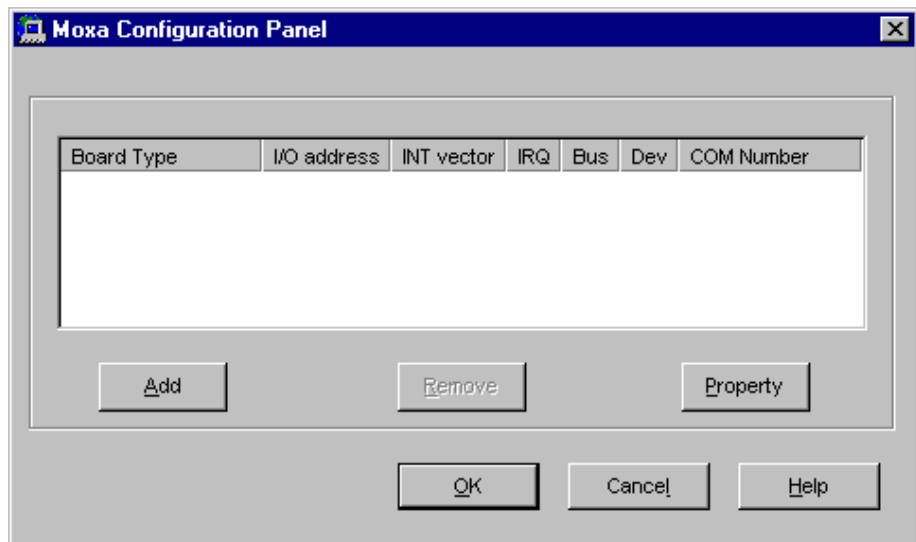 Moxa Configuration Panel
Board Type I/O address INT vector IRQ Bus Dev COM Number
Add Remove Property
OK Cancel Help